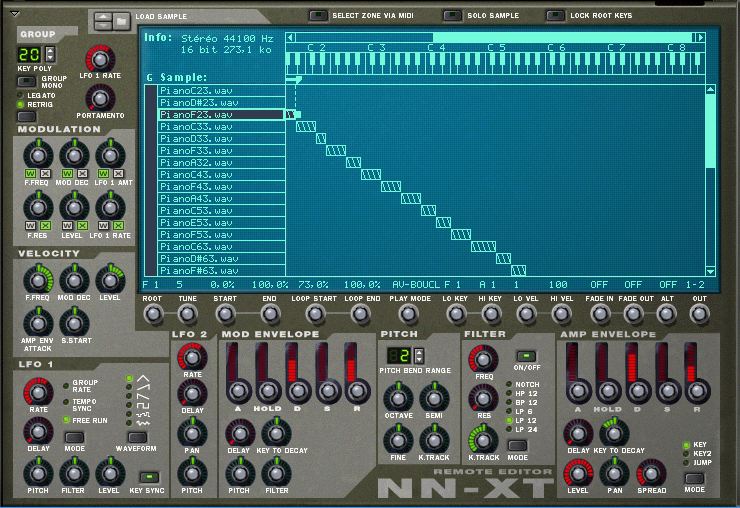 LOAD SAMPLE
SELECT ZONE VIA MIDI
SOLO SAMPLE
LOCK ROOT KEYS
GROUP
20
KEY POLY
LFO 1 RATE
GROUP MONO
LEGATO
RETRIG
PORTAMENTO
Info: Stéréo 44100 Hz
16 bit 273,1 ko
C 2 C 3 C 4 C 5 C 6 C 7 C 8
G Sample:
PianoC23.wav
PianoD#23.wav
PianoF23.wav
PianoC33.wav
PianoD33.wav
PianoF33.wav
PianoA32.wav
PianoC43.wav
PianoF43.wav
PianoA43.wav
PianoC53.wav
PianoE53.wav
PianoF53.wav
PianoC63.wav
PianoD#63.wav
PianoF#63.wav
F 1 5 0,0% 100,0% 73,0% 100,0% AV-BOUCL F 1 A 1 1 100 OFF OFF OFF 1-2
ROOT TUNE START END LOOP START LOOP END PLAY MODE LO KEY HI KEY LO VEL HI VEL FADE IN FADE OUT ALT OUT
MODULATION
W X W X W X
F.FREQ MOD DEC LFO 1 AMT
W X W X W X
F.RES LEVEL LFO 1 RATE
VELOCITY
F.FREQ MOD DEC LEVEL
AMP ENV ATTACK
S.START
LFO 1
RATE
GROUP RATE
TEMPO SYNC
FREE RUN
DELAY
MODE
WAVEFORM
PITCH FILTER LEVEL KEY SYNC
LFO 2
RATE
DELAY
PAN
PITCH
MOD ENVELOPE
A HOLD D S R
DELAY KEY TO DECAY
PITCH FILTER
PITCH
2
PITCH BEND RANGE
OCTAVE SEMI
FINE K.TRACK
FILTER
FREQ
ON/OFF
RES
NOTCH
HP 12
BP 12
LP 6
LP 12
LP 24
K.TRACK
MODE
AMP ENVELOPE
A HOLD D S R
DELAY KEY TO DECAY
KEY
KEY2
JUMP
LEVEL PAN SPREAD MODE
REMOTE EDITOR
NN-XT